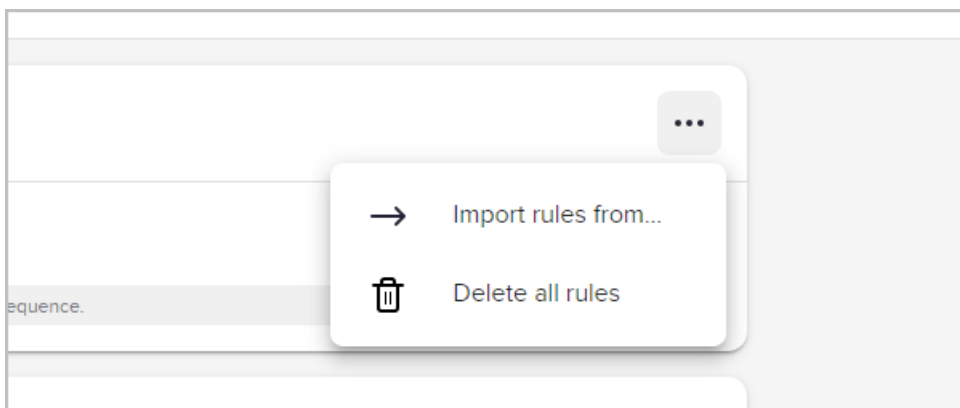 Import rules from...
Delete all rules
equence.